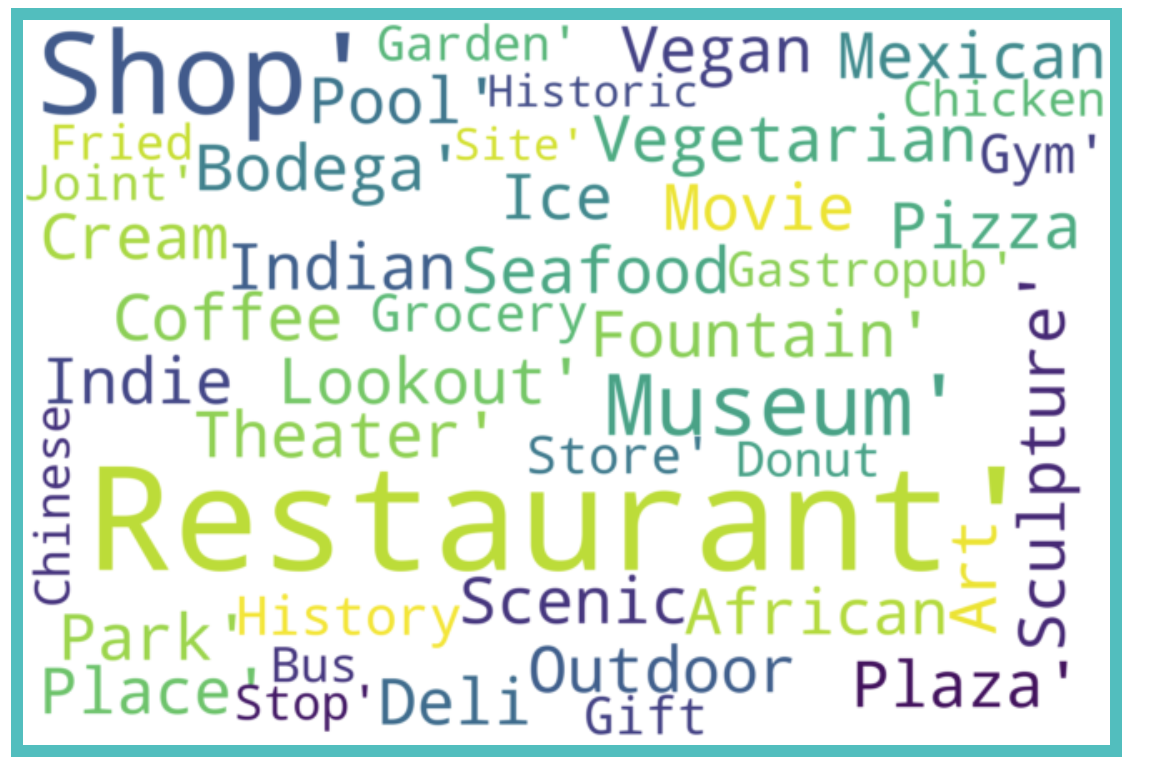 Shop'
Garden'
Vegan
Mexican
Pool'
Historic
Chicken
Fried
Site'
Vegetarian
Gym'
Joint'
Bodega'
Ice
Movie
Pizza
Cream
Indian
Seafood
Gastropub'
Coffee
Grocery
Fountain'
Sculpture'
Indie
Lookout'
Museum'
Chinese
Theater'
Store'
Donut
Restaurant'
Art'
Scenic
African
History
Park'
Bus
Outdoor
Plaza'
Place'
Stop'
Deli
Gift